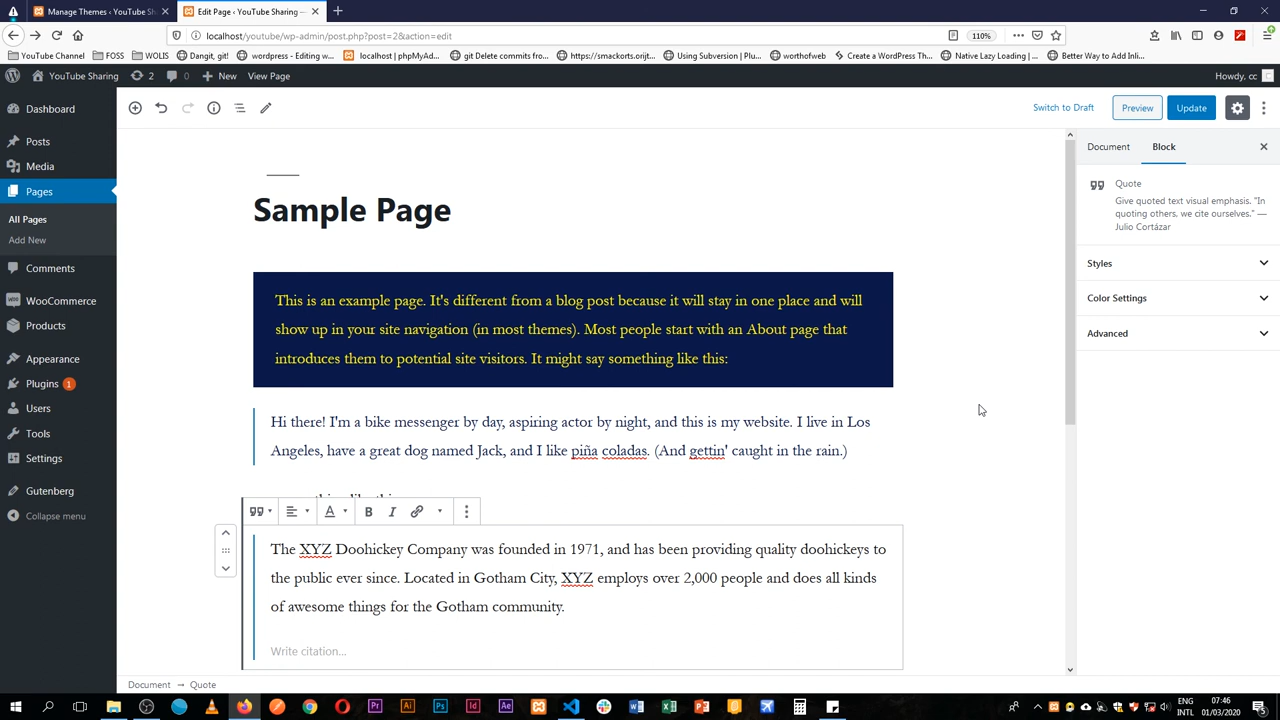 Manage Themes ‹ YouTube Sh
Edit Page ‹ YouTube Sharing —
localhost/youtube/wp-admin/post.php?post=2&action=edit
110%
YouTube Channel
FOSS
WOLIS
Dangit, git!
wordpress - Editing w...
localhost | phpMyAd...
git Delete commits fro...
https://smackorts.orijt...
Using Subversion | Plu...
worthofweb
Create a WordPress Th...
Native Lazy Loading | ...
Better Way to Add Inli...
YouTube Sharing
2
0
New
View Page
Howdy, cc
Dashboard
Posts
Media
Pages
All Pages
Add New
Comments
WooCommerce
Products
Appearance
Plugins 1
Users
Tools
Settings
Gutenberg
Collapse menu
Switch to Draft
Preview
Update
Sample Page
This is an example page. It's different from a blog post because it will stay in one place and will
show up in your site navigation (in most themes). Most people start with an About page that
introduces them to potential site visitors. It might say something like this:
Hi there! I'm a bike messenger by day, aspiring actor by night, and this is my website. I live in Los
Angeles, have a great dog named Jack, and I like piña coladas. (And gettin' caught in the rain.)
A
B
I
The XYZ Doohickey Company was founded in 1971, and has been providing quality doohickeys to
the public ever since. Located in Gotham City, XYZ employs over 2,000 people and does all kinds
of awesome things for the Gotham community.
Write citation...
Document
Block
Quote
Give quoted text visual emphasis. "In
quoting others, we cite ourselves." —
Julio Cortázar
Styles
Color Settings
Advanced
Document → Quote
Pr
Ai
Ps
Id
Ae
ENG
INTL
07:46
01/03/2020